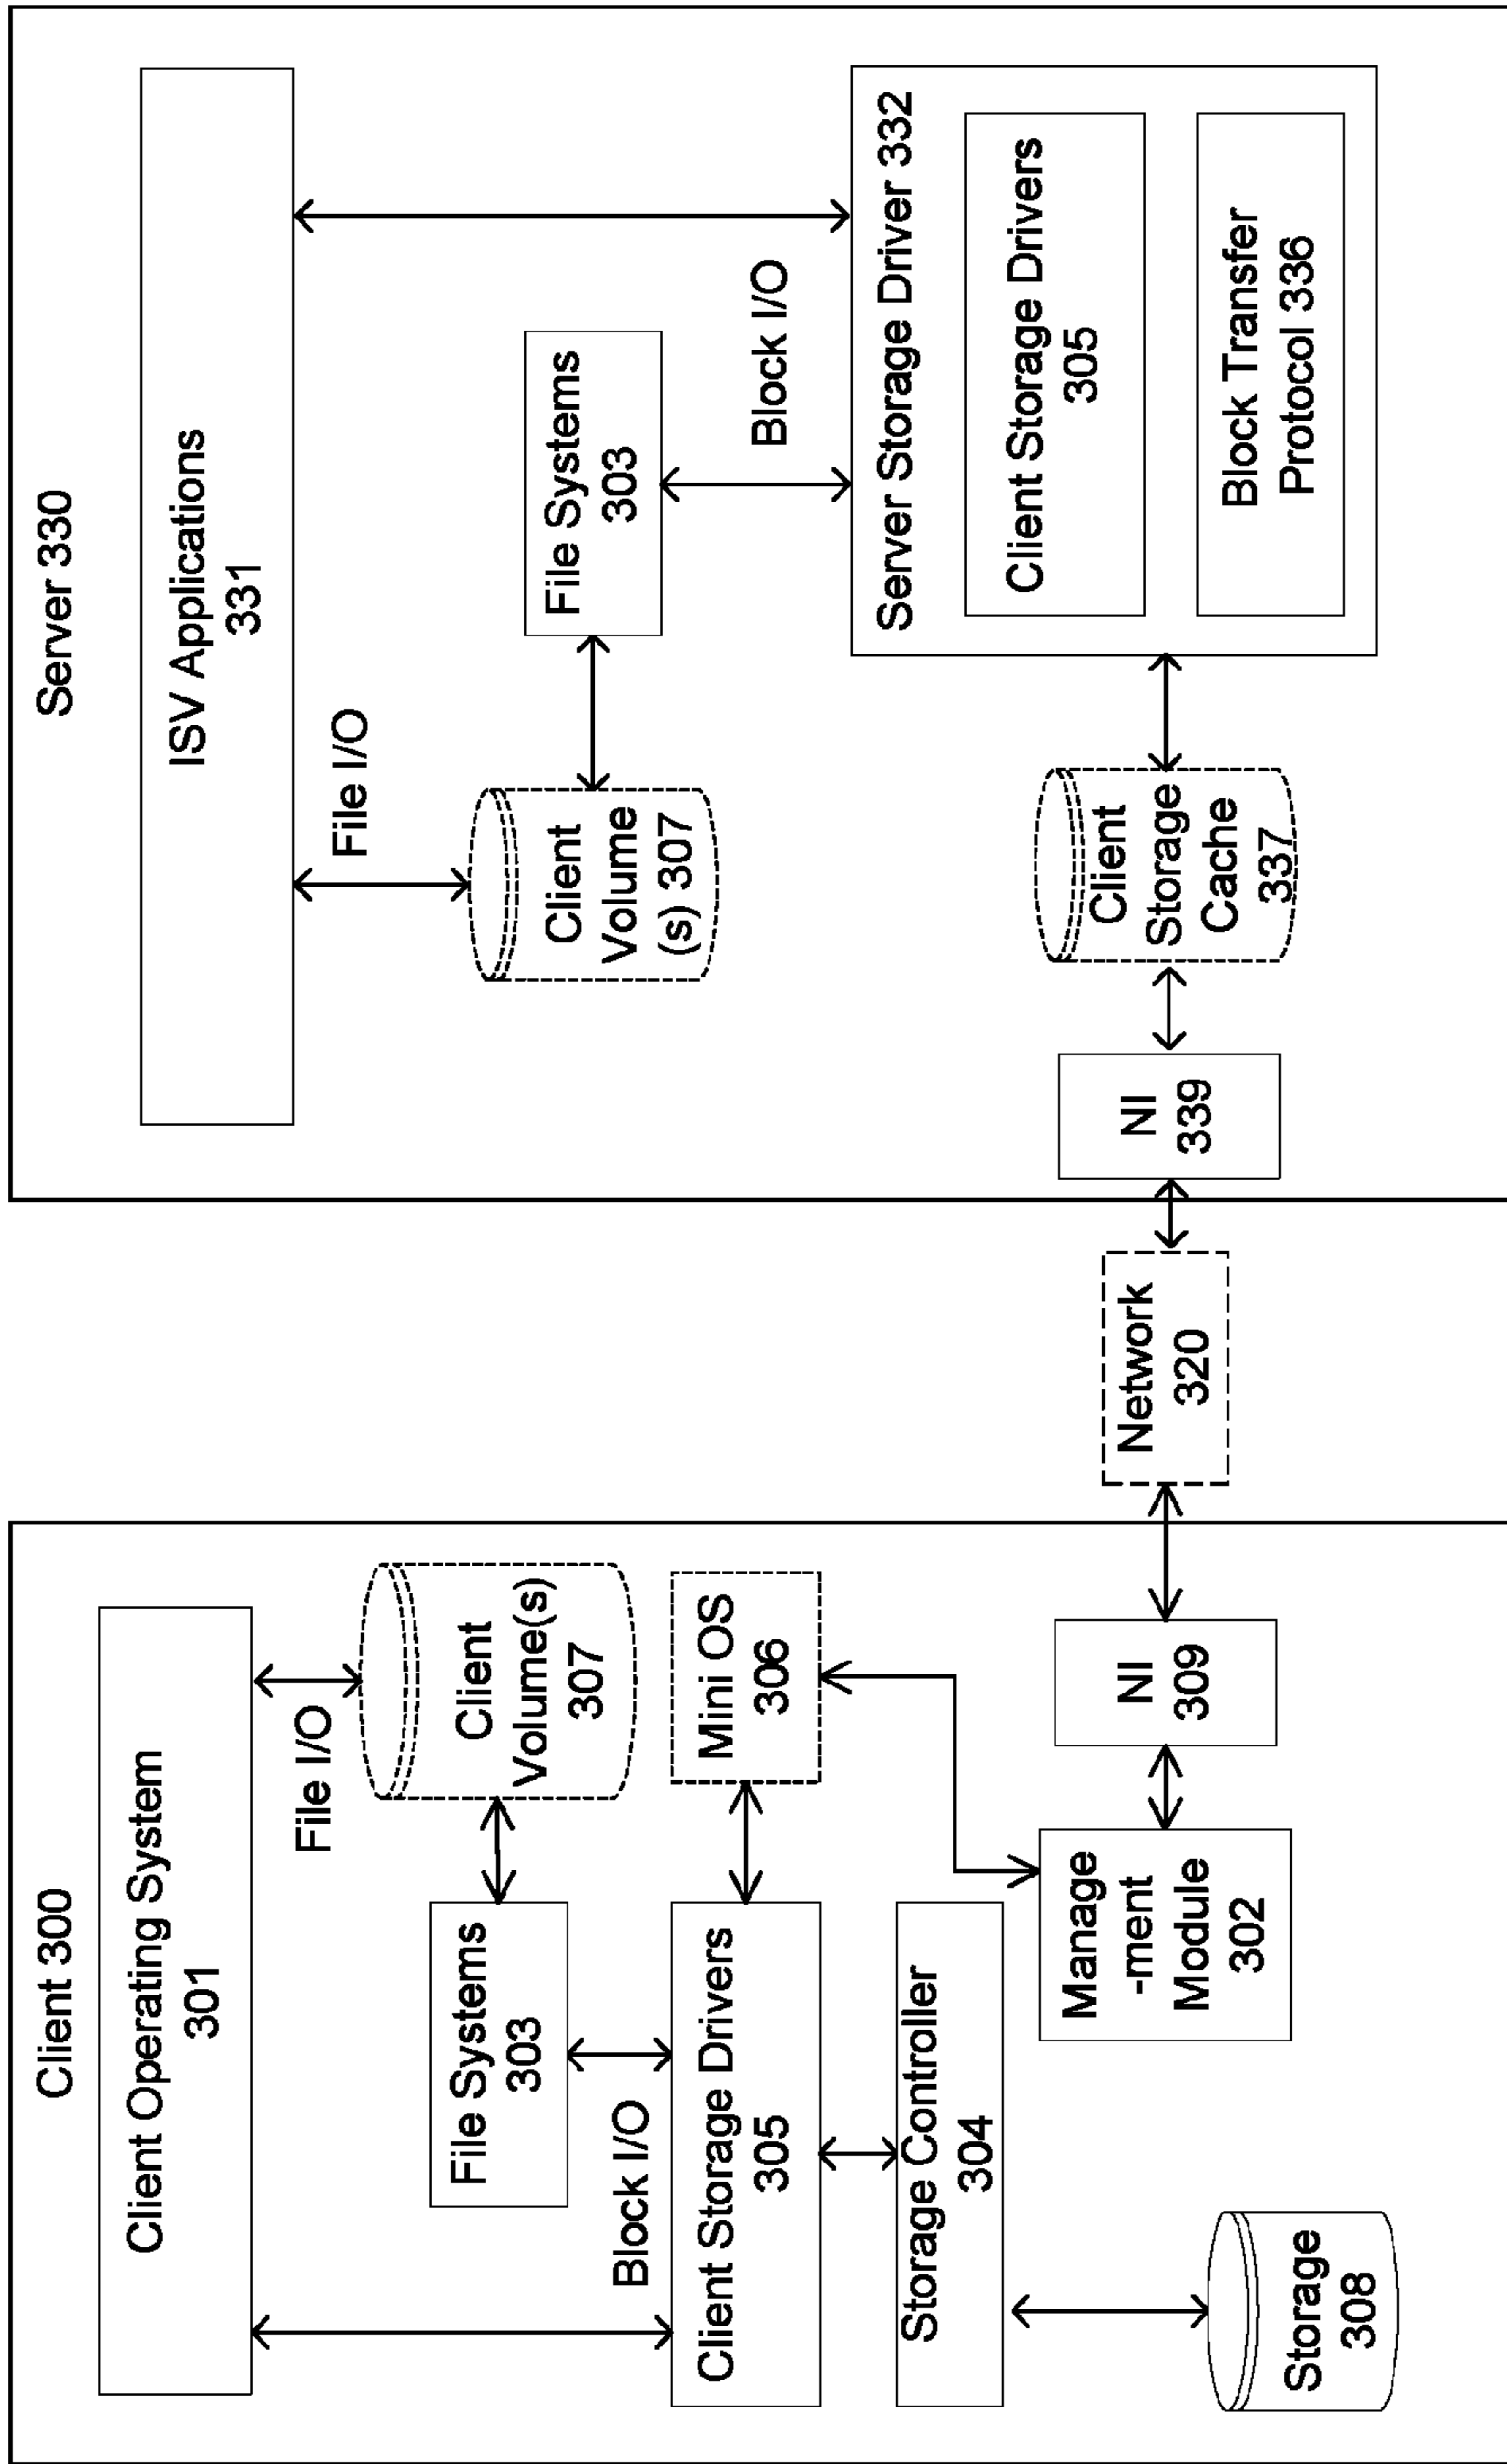 Client 300
Client Operating System
301
File I/O
Client
Volume(s)
307
File Systems
303
Block I/O
Client Storage Drivers
305
Mini OS
306
Storage Controller
304
Manage
-ment
Module
302
NI
309
Storage
308
Network
320
Server 330
ISV Applications
331
File I/O
Client
Volume
(s) 307
File Systems
303
Block I/O
Server Storage Driver 332
Client Storage Drivers
305
Block Transfer
Protocol 336
Client
Storage
Cache
337
NI
339